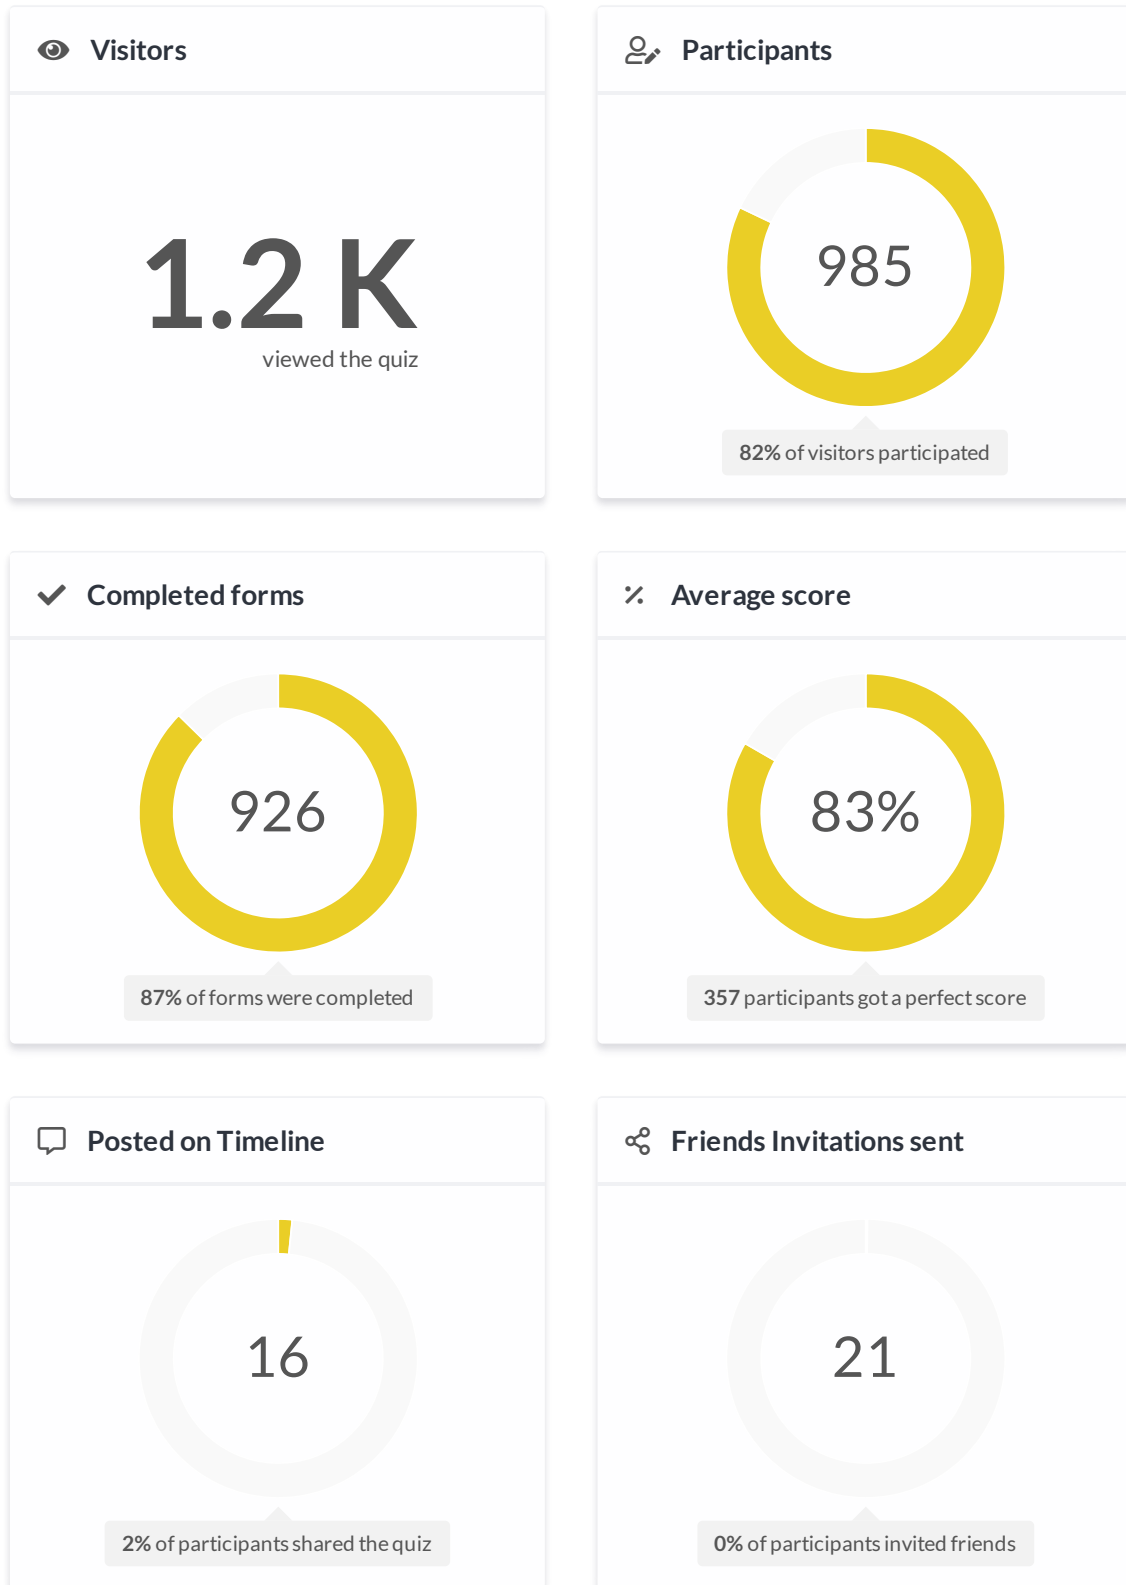 Visitors
1.2 K
viewed the quiz
Participants
985
82% of visitors participated
Completed forms
926
87% of forms were completed
Average score
83%
357 participants got a perfect score
Posted on Timeline
16
2% of participants shared the quiz
Friends Invitations sent
21
0% of participants invited friends